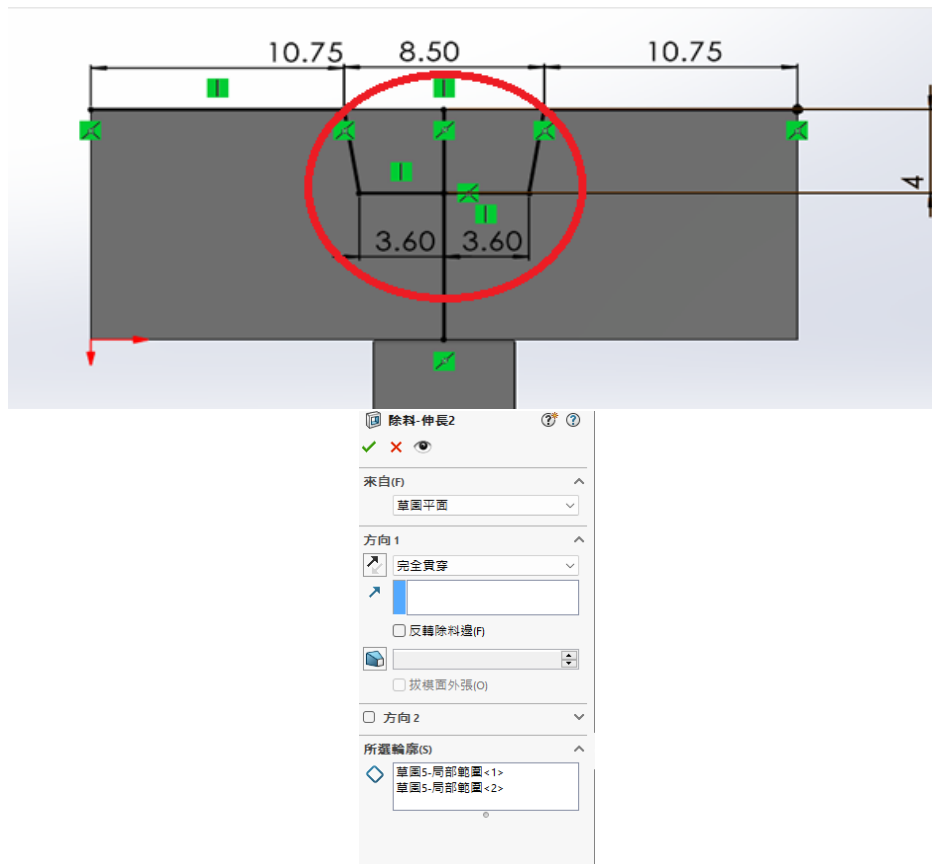 10.75 8.50 10.75
4
3.60 3.60
除料-伸長2
來自(F)
草圖平面
方向 1
完全貫穿
反轉除料邊(F)
拔模面外張(O)
方向 2
所選輪廓(S)
草圖5-局部範圍<1>
草圖5-局部範圍<2>